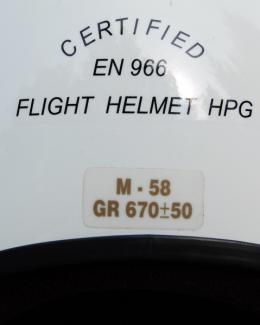 CERTIFIED
EN 966
FLIGHT HELMET HPG
M - 58
GR 670±50